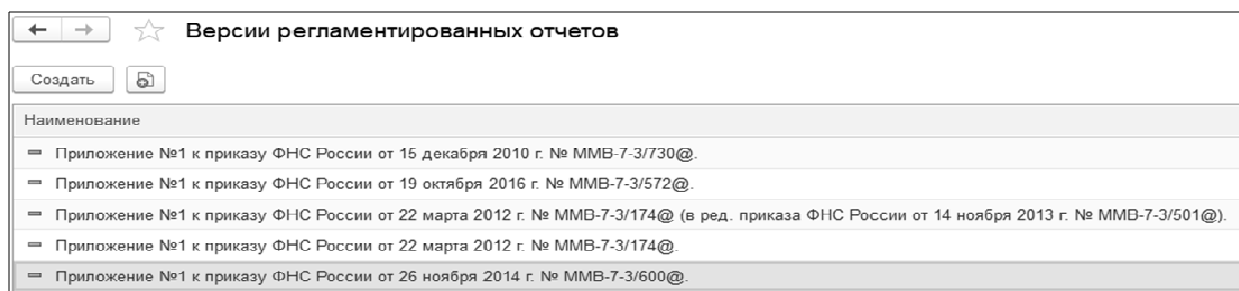 Версии регламентированных отчетов
Создать
Наименование
Приложение №1 к приказу ФНС России от 15 декабря 2010 г. № ММВ-7-3/730@.
Приложение №1 к приказу ФНС России от 19 октября 2016 г. № ММВ-7-3/572@.
Приложение №1 к приказу ФНС России от 22 марта 2012 г. № ММВ-7-3/174@ (в ред. приказа ФНС России от 14 ноября 2013 г. № ММВ-7-3/501@).
Приложение №1 к приказу ФНС России от 22 марта 2012 г. № ММВ-7-3/174@.
Приложение №1 к приказу ФНС России от 26 ноября 2014 г. № ММВ-7-3/600@.